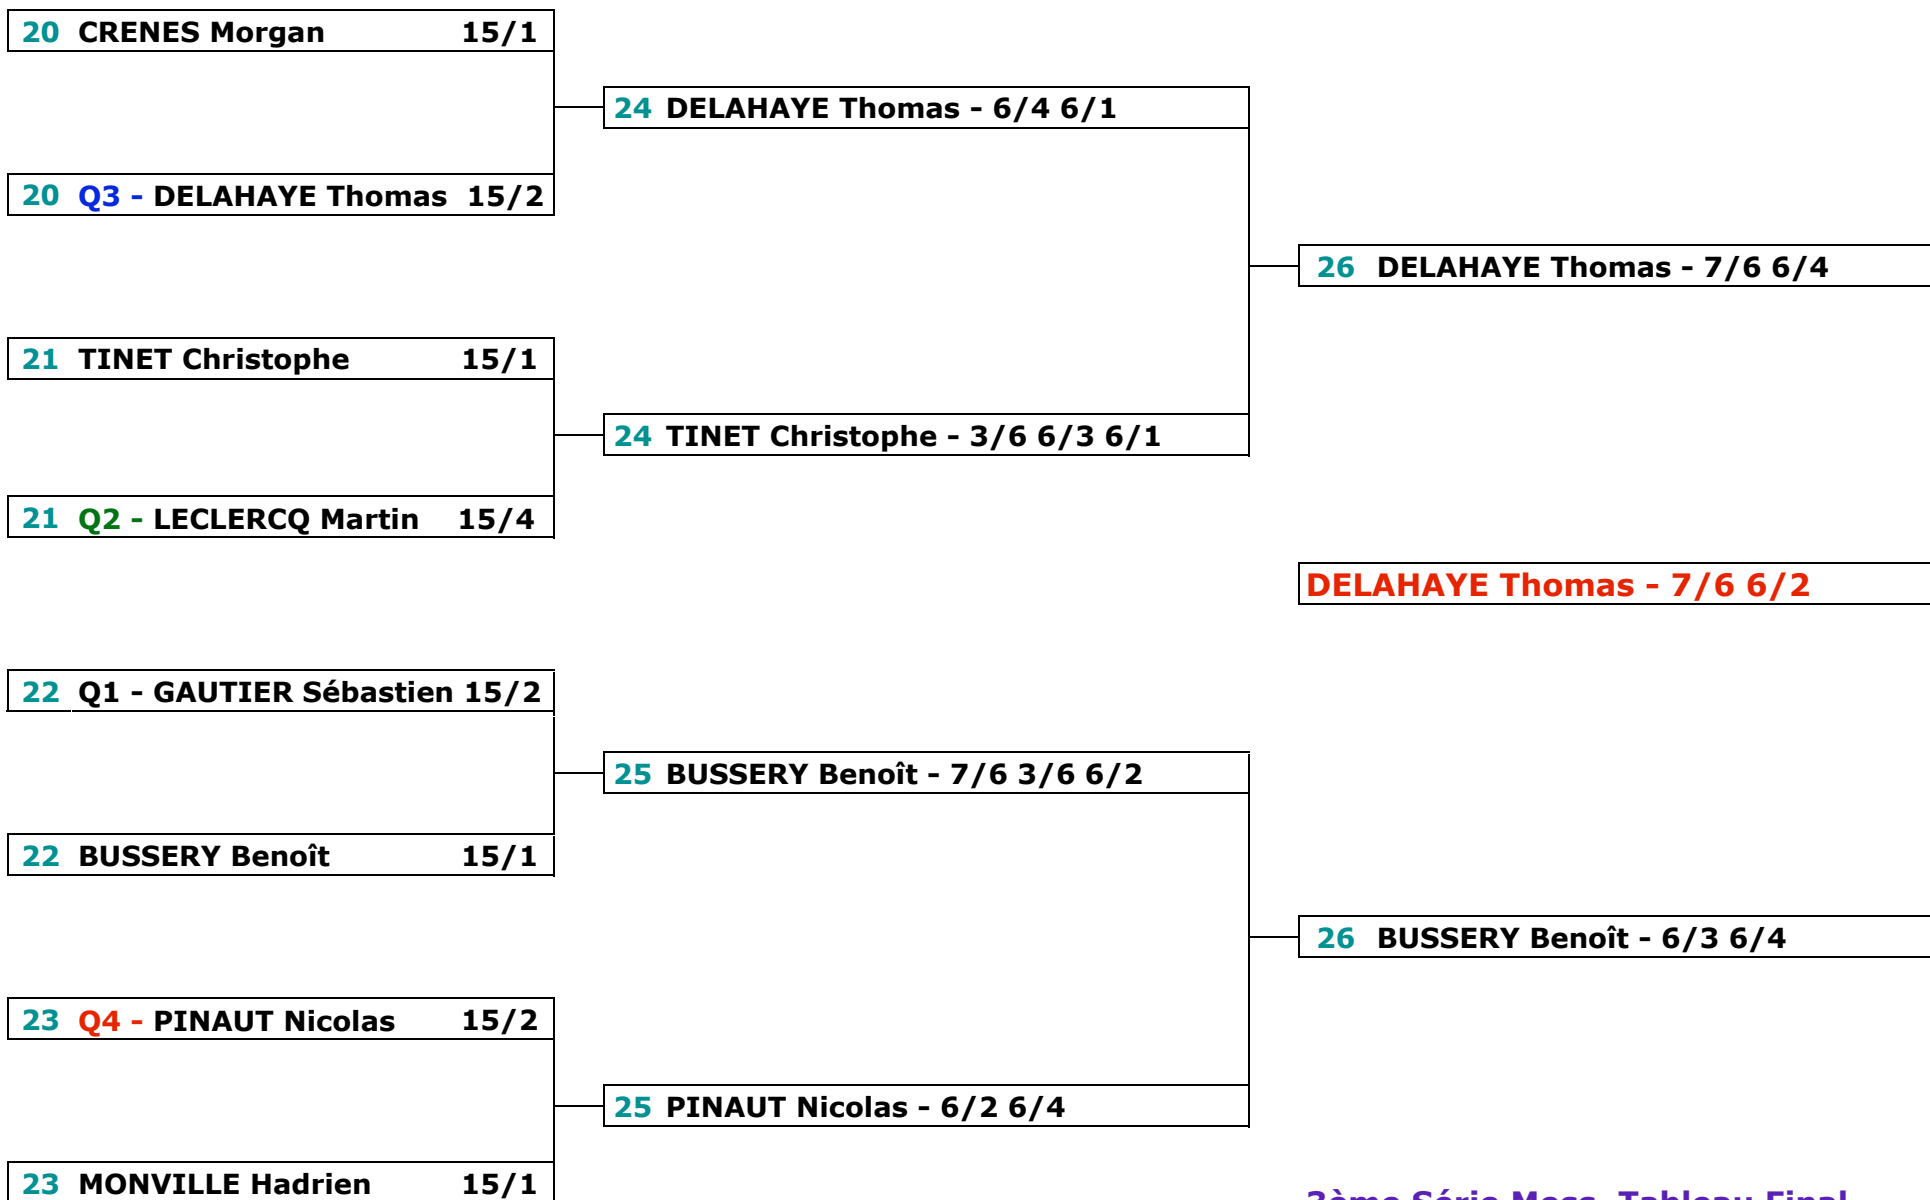 20 CRENES Morgan 15/1
24 DELAHAYE Thomas - 6/4 6/1
20 Q3 - DELAHAYE Thomas 15/2
26 DELAHAYE Thomas - 7/6 6/4
21 TINET Christophe 15/1
24 TINET Christophe - 3/6 6/3 6/1
21 Q2 - LECLERCQ Martin 15/4
DELAHAYE Thomas - 7/6 6/2
22 Q1 - GAUTIER Sébastien 15/2
25 BUSSERY Benoît - 7/6 3/6 6/2
22 BUSSERY Benoît 15/1
26 BUSSERY Benoît - 6/3 6/4
23 Q4 - PINAUT Nicolas 15/2
25 PINAUT Nicolas - 6/2 6/4
23 MONVILLE Hadrien 15/1
3ème Série Mess. Tableau Final